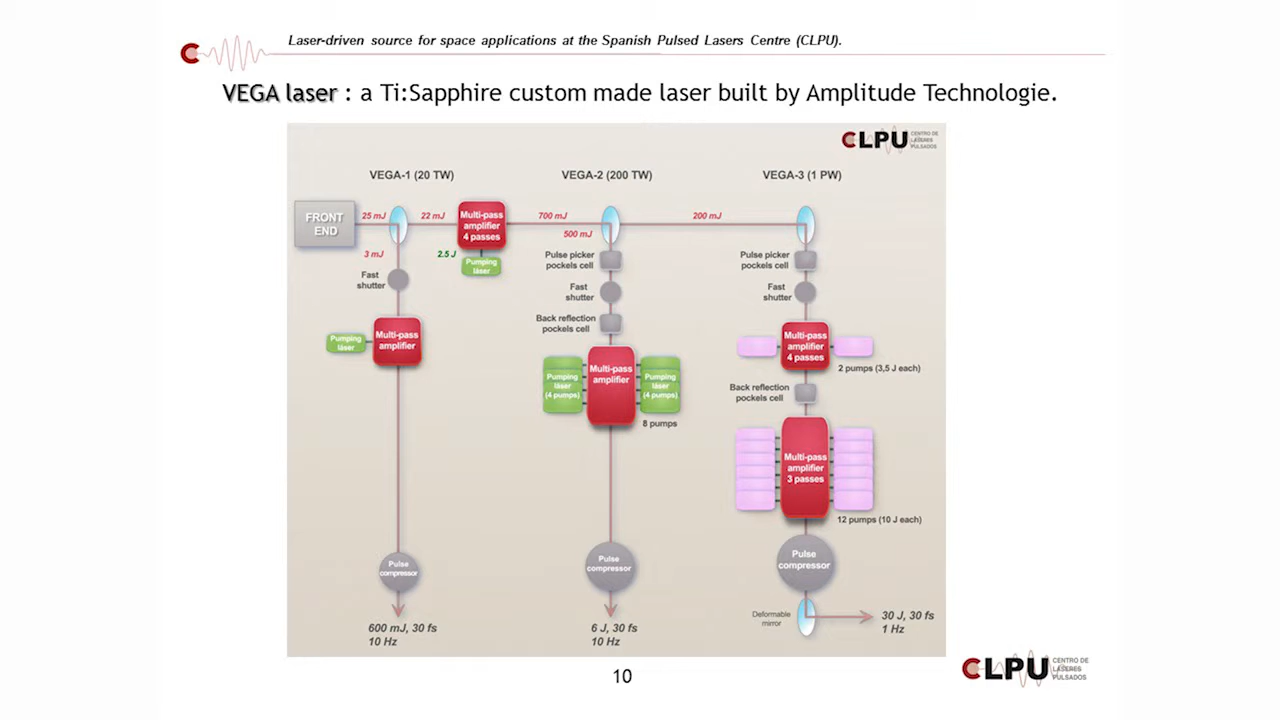 Laser-driven source for space applications at the Spanish Pulsed Lasers Centre (CLPU).
VEGA laser : a Ti:Sapphire custom made laser built by Amplitude Technologie.
CLPU
CENTRO DE
LÁSERES
PULSADOS
VEGA-1 (20 TW)
VEGA-2 (200 TW)
VEGA-3 (1 PW)
FRONT
END
25 mJ
22 mJ
Multi-pass
amplifier
4 passes
700 mJ
500 mJ
200 mJ
3 mJ
2.5 J
Pumping
láser
Fast
shutter
Pumping
láser
Multi-pass
amplifier
Pulse
compressor
600 mJ, 30 fs
10 Hz
Pulse picker
pockels cell
Fast
shutter
Back reflection
pockels cell
Pumping
láser
(4 pumps)
Multi-pass
amplifier
Pumping
láser
(4 pumps)
8 pumps
Pulse
compressor
6 J, 30 fs
10 Hz
Pulse picker
pockels cell
Fast
shutter
Multi-pass
amplifier
4 passes
2 pumps (3,5 J each)
Back reflection
pockels cell
Multi-pass
amplifier
3 passes
12 pumps (10 J each)
Pulse
compressor
Deformable
mirror
30 J, 30 fs
1 Hz
10
CLPU
CENTRO DE
LÁSERES
PULSADOS